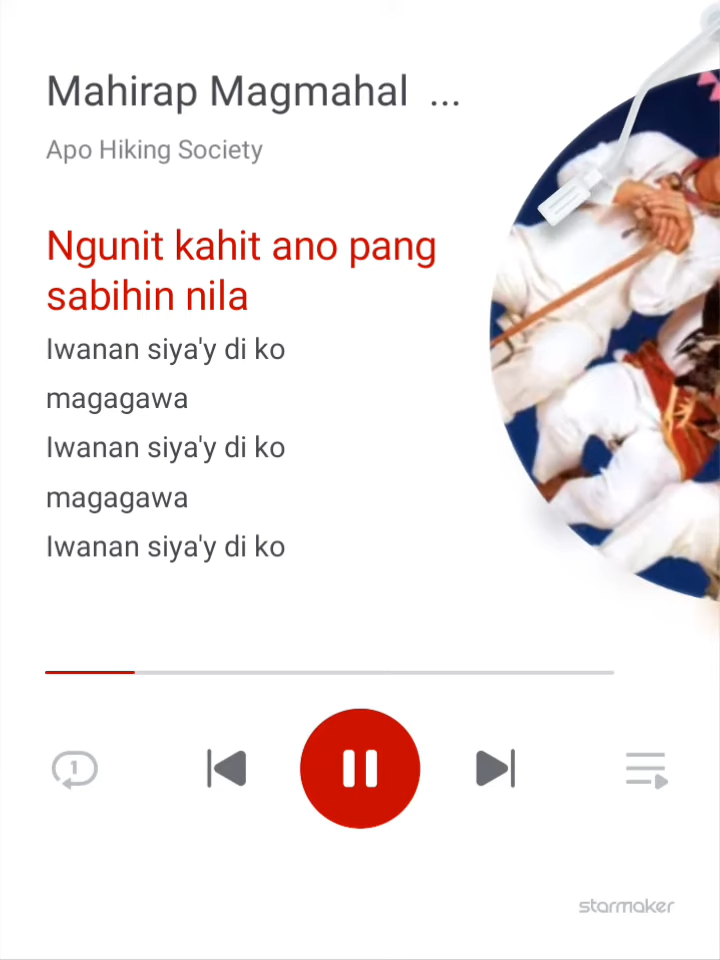 Mahirap Magmahal ...
Apo Hiking Society
Ngunit kahit ano pang
sabihin nila
Iwanan siya'y di ko
magagawa
Iwanan siya'y di ko
magagawa
Iwanan siya'y di ko
1
starmaker